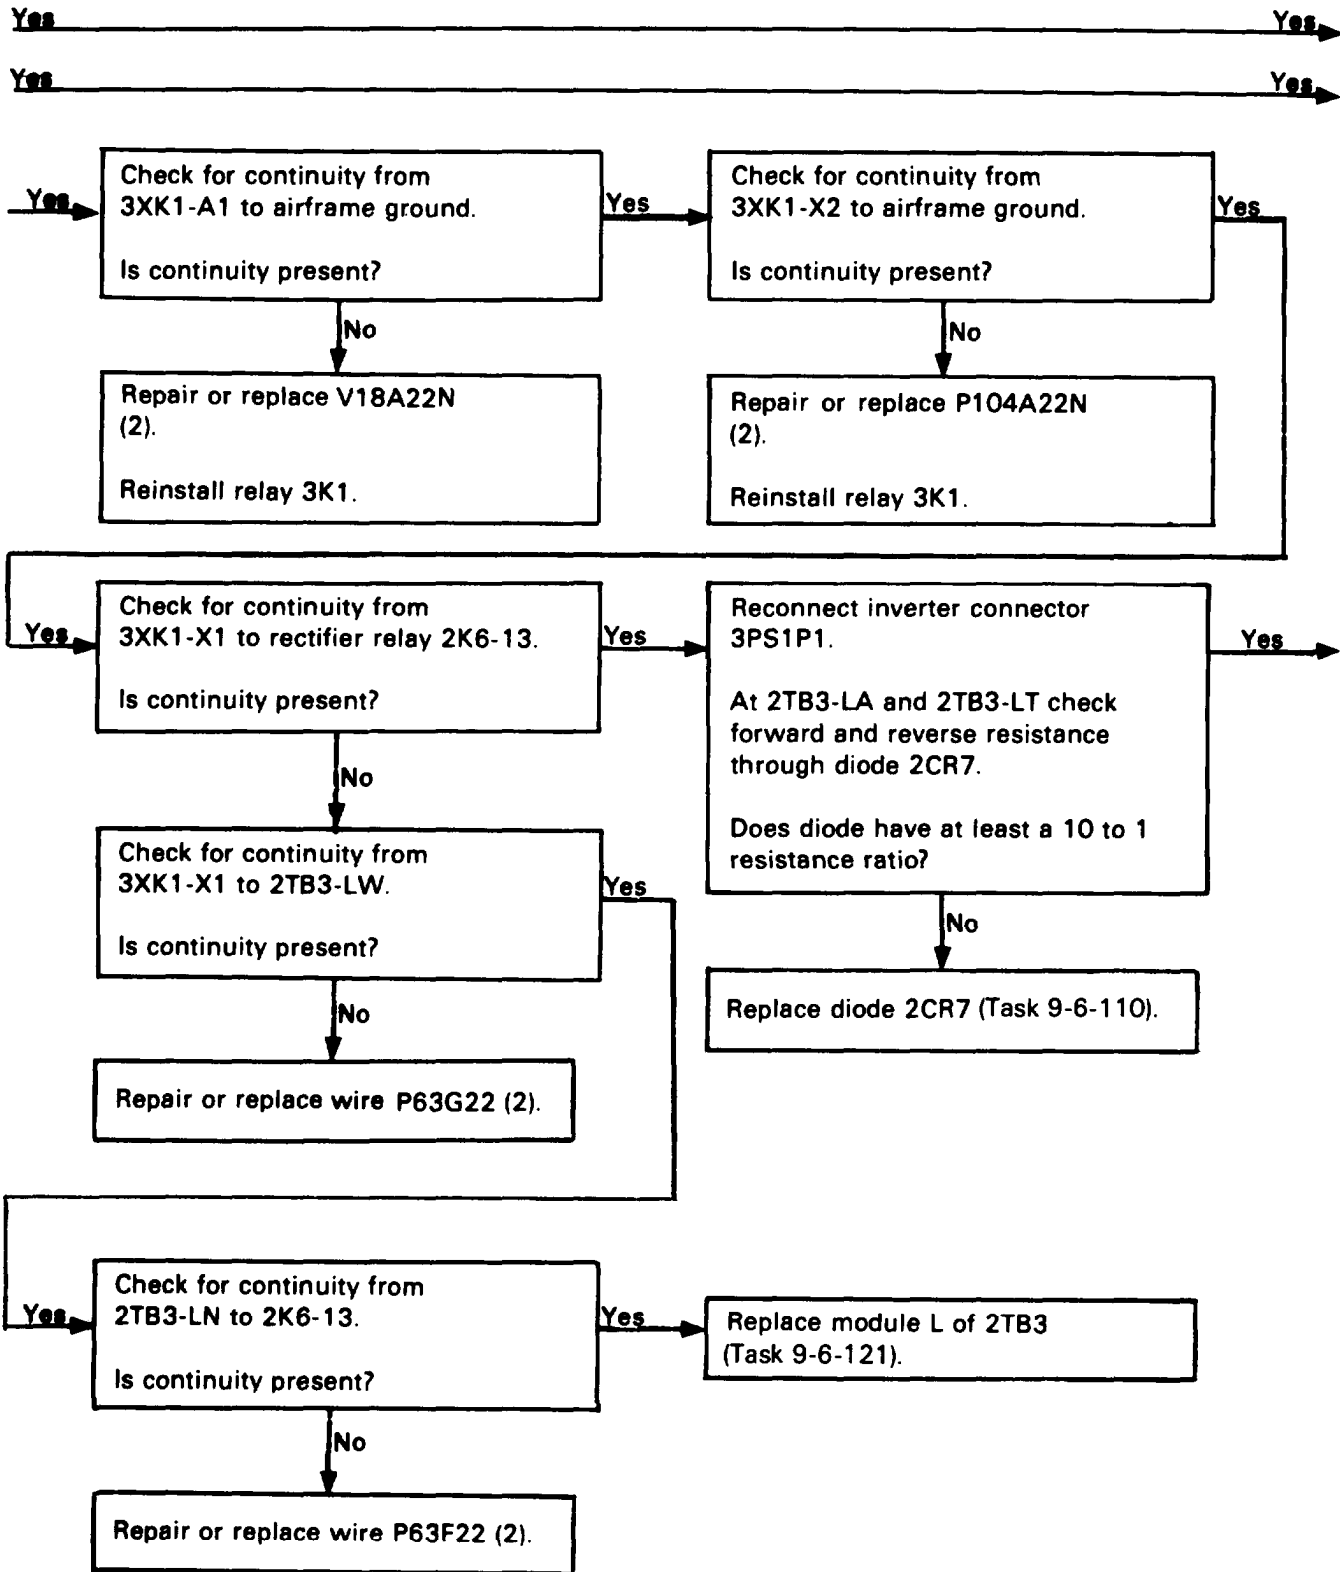 Yes Yes
Yes Yes
Yes
Check for continuity from
3XK1-A1 to airframe ground.
Is continuity present?
Yes
Check for continuity from
3XK1-X2 to airframe ground.
Is continuity present?
Yes
No
No
Repair or replace V18A22N
(2).
Reinstall relay 3K1.
Repair or replace P104A22N
(2).
Reinstall relay 3K1.
Yes
Check for continuity from
3XK1-X1 to rectifier relay 2K6-13.
Is continuity present?
Yes
Reconnect inverter connector
3PS1P1.
At 2TB3-LA and 2TB3-LT check
forward and reverse resistance
through diode 2CR7.
Does diode have at least a 10 to 1
resistance ratio?
Yes
No
Check for continuity from
3XK1-X1 to 2TB3-LW.
Is continuity present?
Yes
No
Replace diode 2CR7 (Task 9-6-110).
No
Repair or replace wire P63G22 (2).
Yes
Check for continuity from
2TB3-LN to 2K6-13.
Is continuity present?
Yes
Replace module L of 2TB3
(Task 9-6-121).
No
Repair or replace wire P63F22 (2).